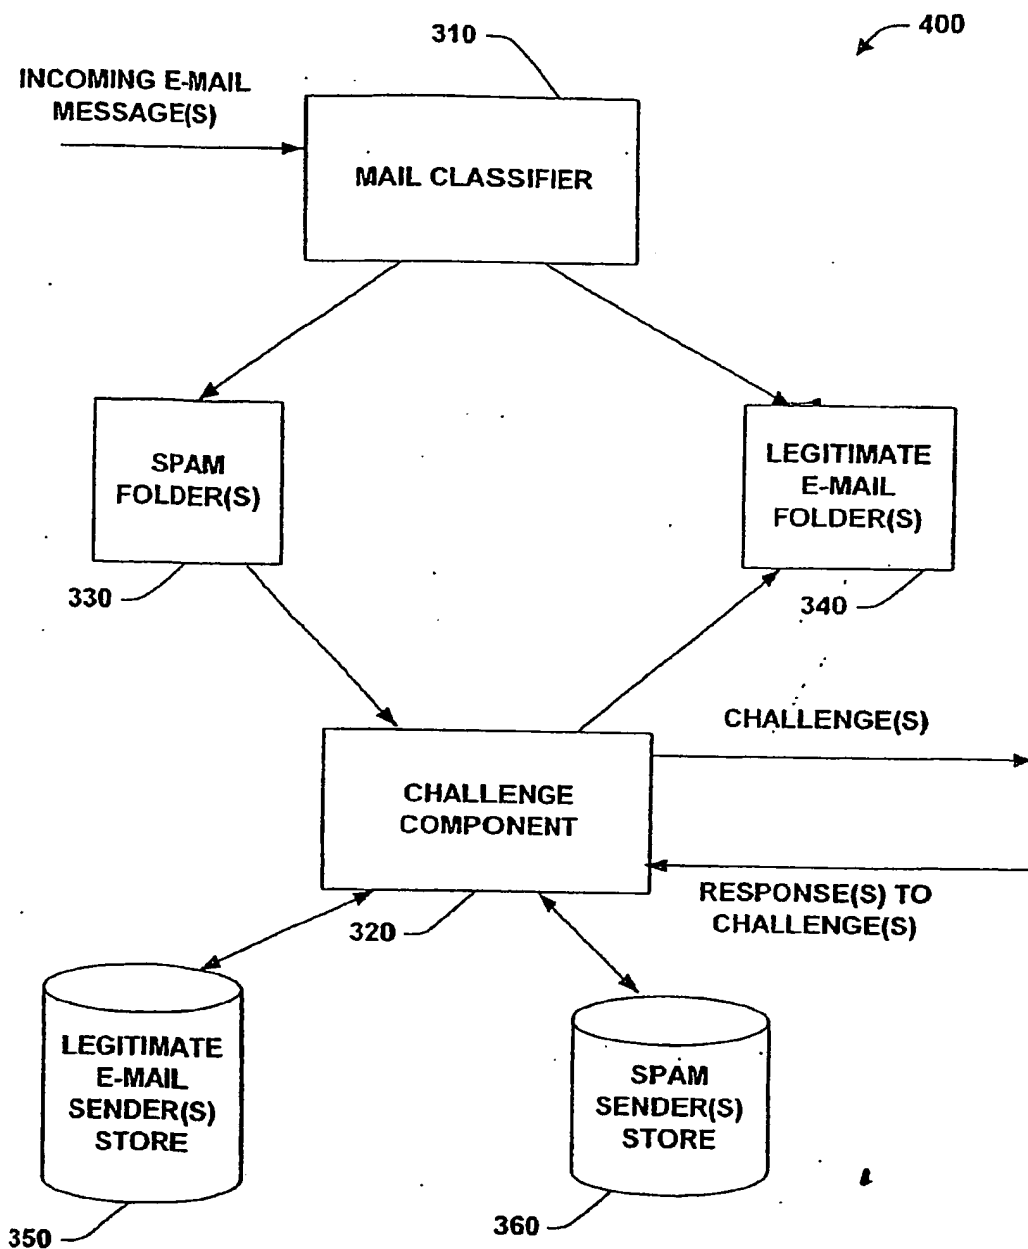 310
400
INCOMING E-MAIL
MESSAGE(S)
MAIL CLASSIFIER
SPAM
FOLDER(S)
LEGITIMATE
E-MAIL
FOLDER(S)
330
340
CHALLENGE(S)
CHALLENGE
COMPONENT
RESPONSE(S) TO
CHALLENGE(S)
320
LEGITIMATE
E-MAIL
SENDER(S)
STORE
SPAM
SENDER(S)
STORE
350
360